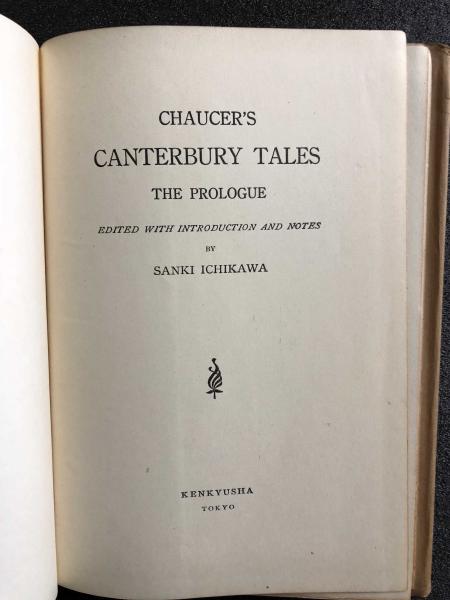 CHAUCER'S
CANTERBURY TALES
THE PROLOGUE
EDITED WITH INTRODUCTION AND NOTES
BY
SANKI ICHIKAWA
KENKYUSHA
TOKYO